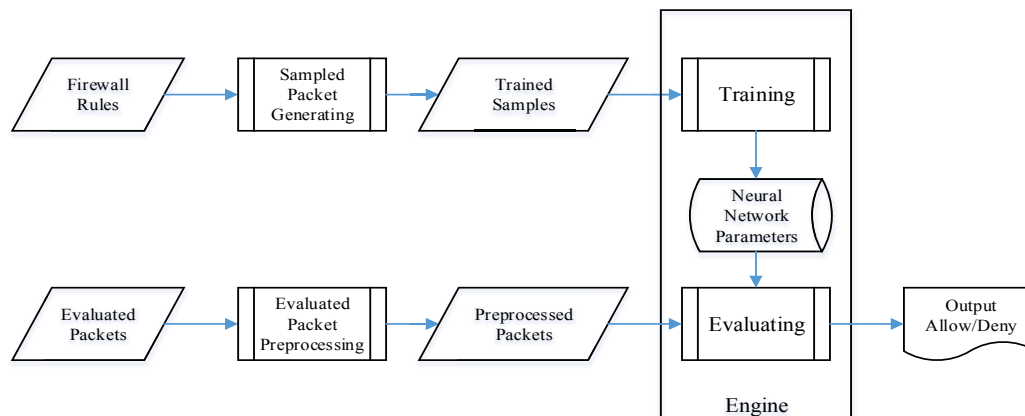 Firewall
Rules
Sampled
Packet
Generating
Trained
Samples
Training
Neural
Network
Parameters
Evaluated
Packets
Evaluated
Packet
Preprocessing
Preprocessed
Packets
Evaluating
Output
Allow/Deny
Engine